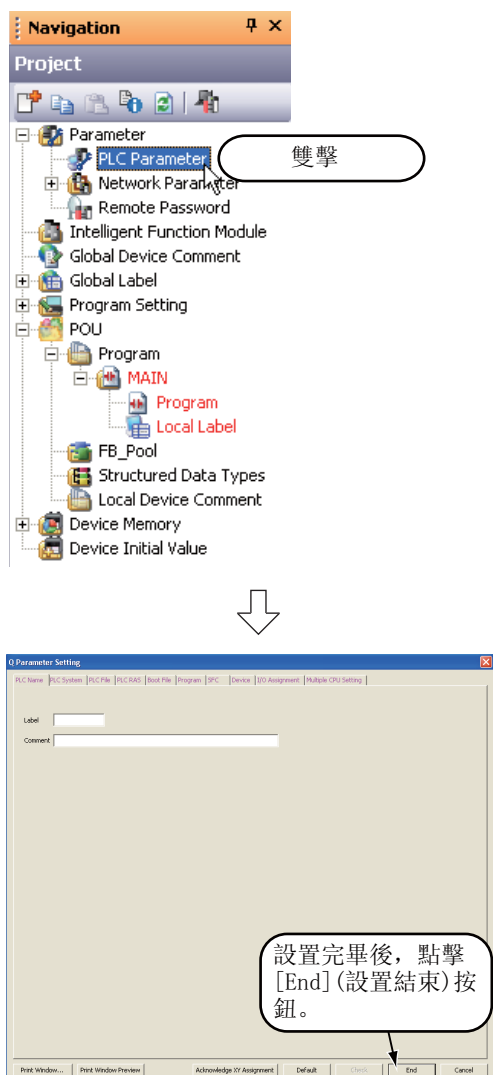 Navigation
Project
Parameter
PLC Parameter
雙擊
Network Parameter
Remote Password
Intelligent Function Module
Global Device Comment
Global Label
Program Setting
POU
Program
MAIN
Program
Local Label
FB_Pool
Structured Data Types
Local Device Comment
Device Memory
Device Initial Value
Q Parameter Setting
PLC Name PLC System PLC File PLC RAS Boot File Program SFC Device I/O Assignment Multiple CPU Setting
Label
Comment
設置完畢後，點擊
[End](設置結束)按
鈕。
Print Window... Print Window Preview Acknowledge XY Assignment Default Check End Cancel